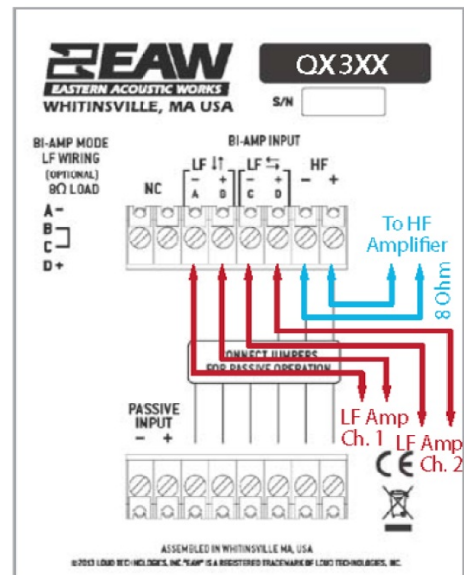 EAW
EASTERN ACOUSTIC WORKS
WHITINSVILLE, MA USA
QX3XX
S/N
BI-AMP MODE
LF WIRING
(OPTIONAL)
8Ω LOAD
A-
B
C
D+
BI-AMP INPUT
NC
LF ↓↑ LF ⇆ HF
- + - + - +
A B C D
To HF
Amplifier
8 Ohm
CONNECT JUMPERS
FOR PASSIVE OPERATION
LF Amp
Ch. 1
LF Amp
Ch. 2
PASSIVE
INPUT
- +
CE
ASSEMBLED IN WHITINSVILLE MA, USA
©2013 LOUD TECHNOLOGIES, INC "EAW" IS A REGISTERED TRADEMARK OF LOUD TECHNOLOGIES, INC.